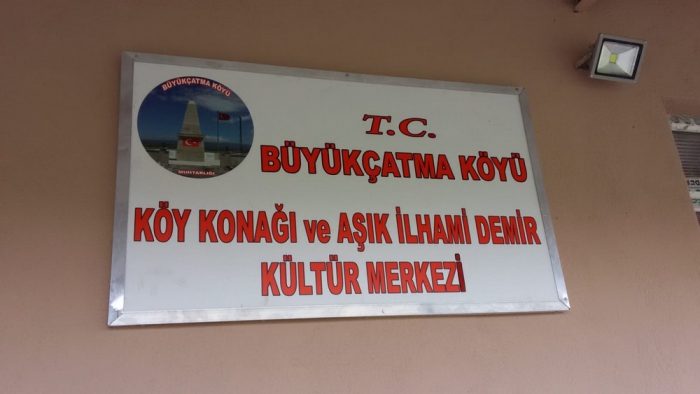 BÜYÜKÇATMA KÖYÜ
MUHTARLIĞI
T.C.
BÜYÜKÇATMA KÖYÜ
KÖY KONAĞI ve AŞIK İLHAMİ DEMİR
KÜLTÜR MERKEZİ